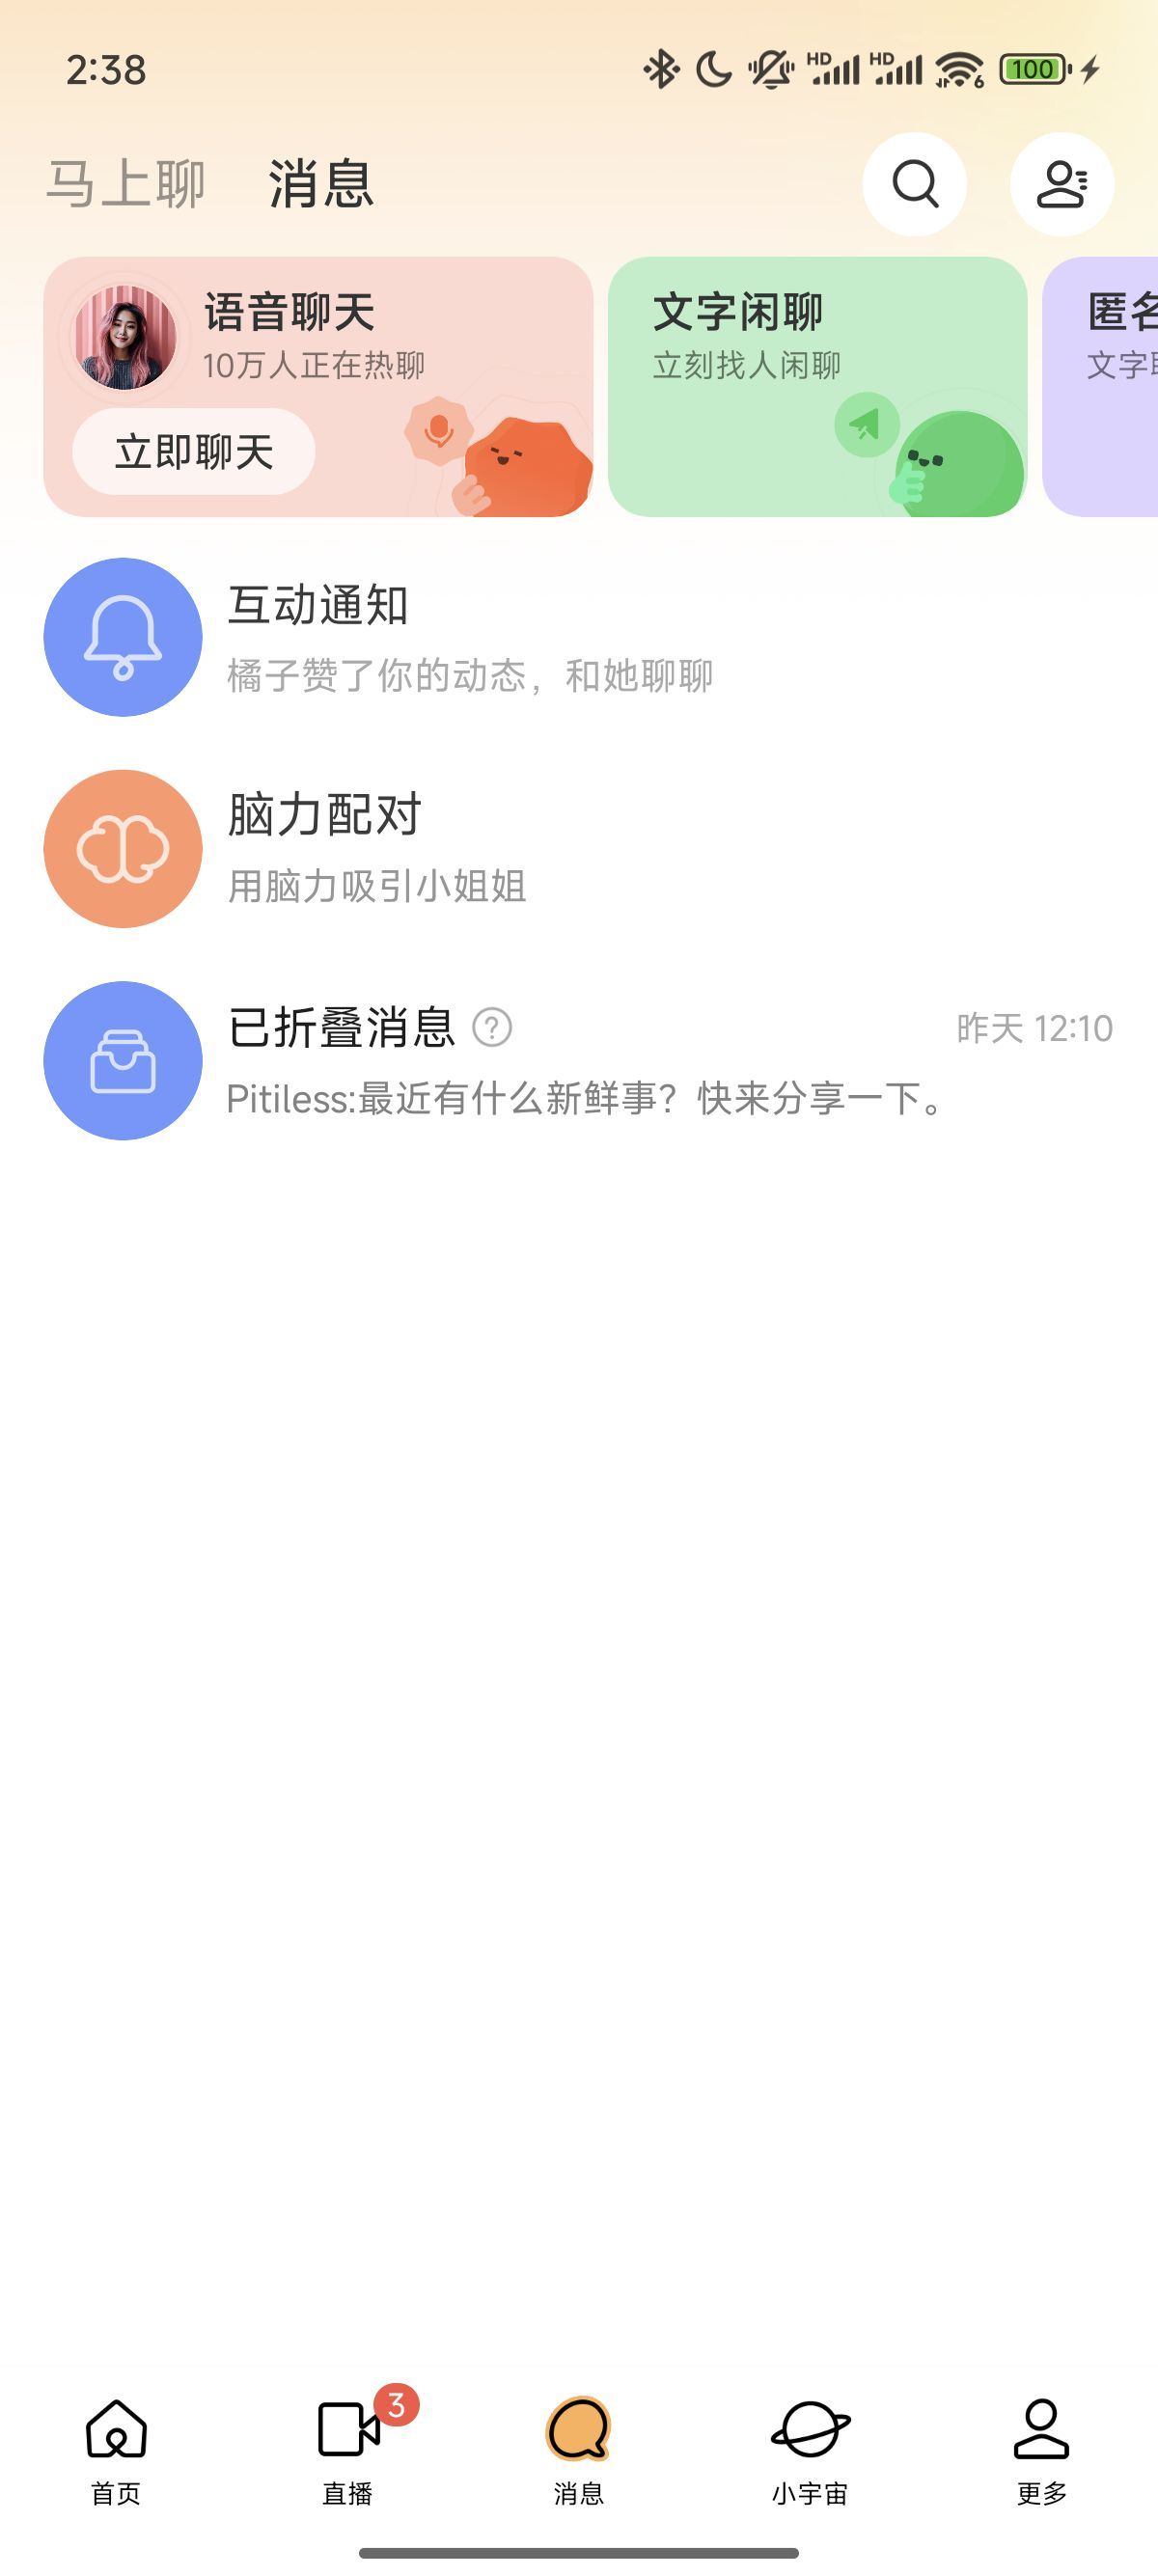 2:38
HD HD 6 100
马上聊 消息
语音聊天
10万人正在热聊
立即聊天
文字闲聊
立刻找人闲聊
匿名
文字
互动通知
橘子赞了你的动态，和她聊聊
脑力配对
用脑力吸引小姐姐
已折叠消息 ?
昨天 12:10
Pitiless:最近有什么新鲜事？快来分享一下。
3
首页 直播 消息 小宇宙 更多